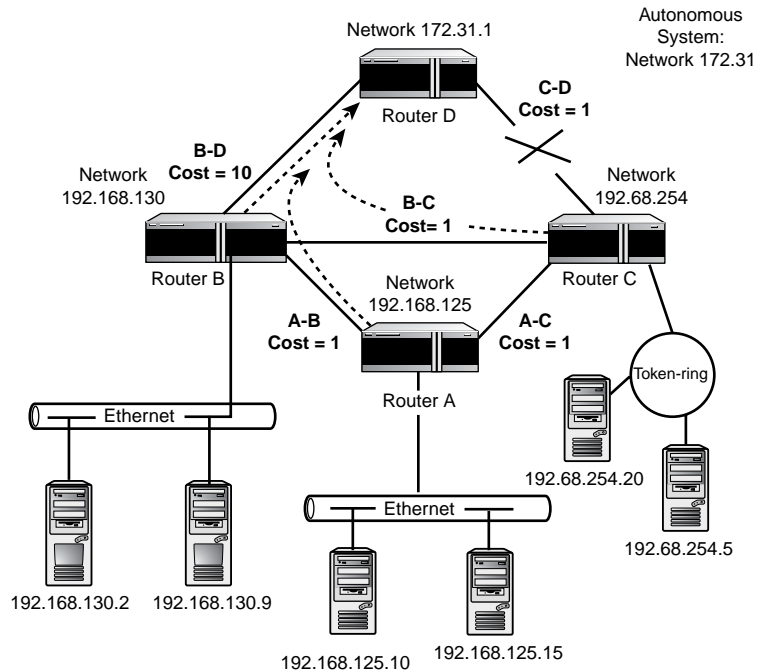 Autonomous
System:
Network 172.31
Network 172.31.1
Router D
C-D
Cost = 1
B-D
Cost = 10
Network
192.168.130
Network
192.68.254
B-C
Cost= 1
Router B
Router C
Network
192.168.125
A-B
Cost = 1
A-C
Cost = 1
Router A
Token-ring
Ethernet
192.68.254.20
Ethernet
192.68.254.5
192.168.130.2
192.168.130.9
192.168.125.10
192.168.125.15